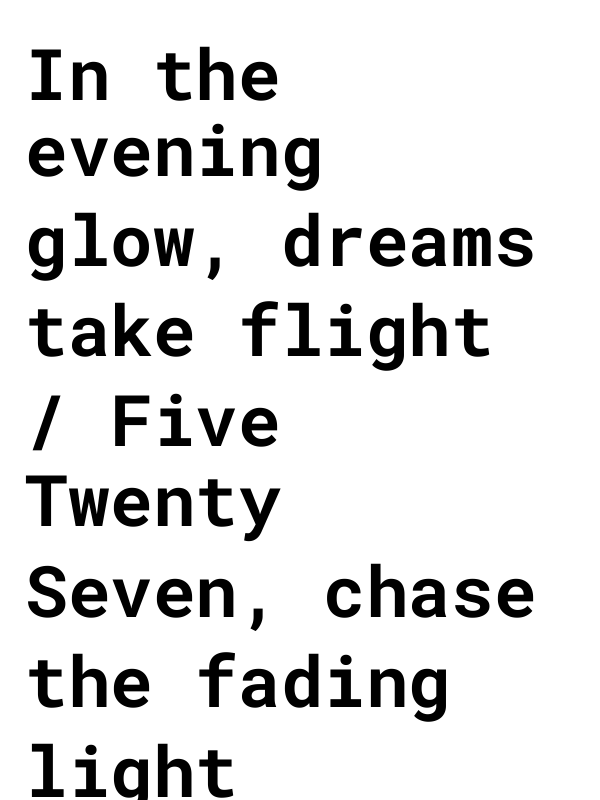 In the
evening
glow, dreams
take flight
/ Five
Twenty
Seven, chase
the fading
light